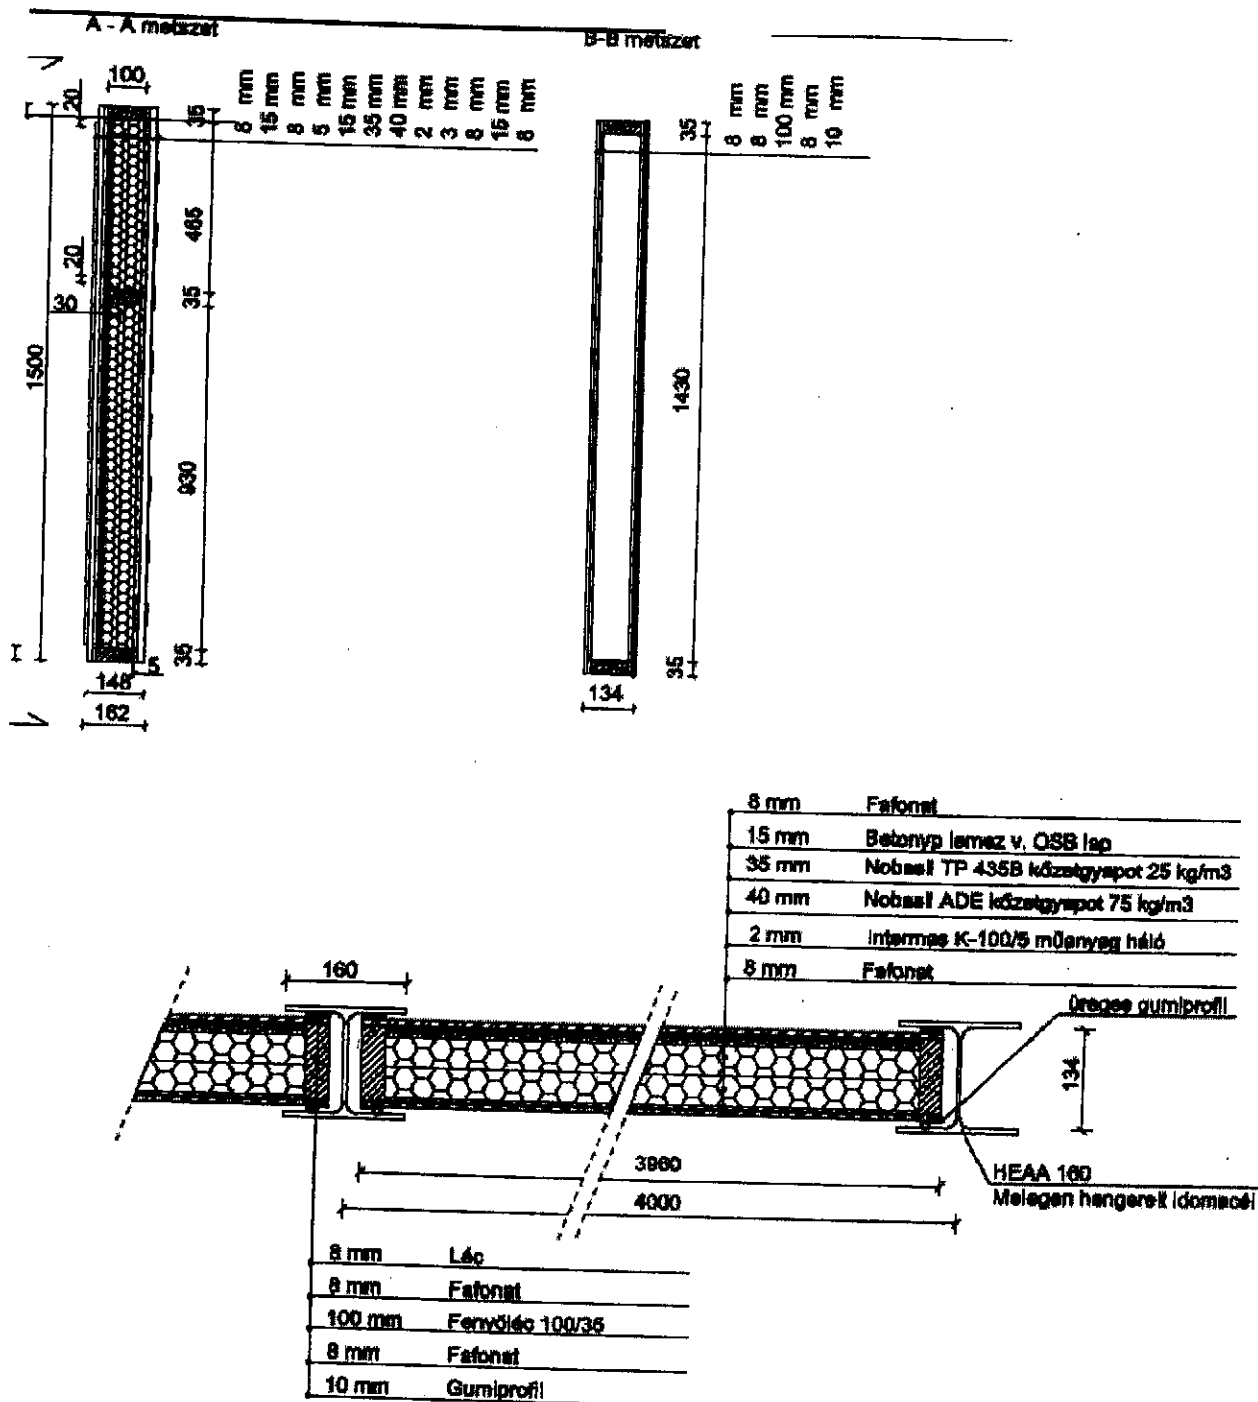 A - A metszet
B-B metszet
100
20
35
8 mm
15 mm
8 mm
5 mm
15 mm
35 mm
40 mm
2 mm
3 mm
8 mm
15 mm
8 mm
35
8 mm
8 mm
100 mm
8 mm
10 mm
465
20
30
35
1500
1430
930
35
5
35
148
162
134
8 mm Fafonat
15 mm Betonyp lemez v. OSB lap
35 mm Nobasil TP 435B kőzetgyapot 25 kg/m3
40 mm Nobasil ADE kőzetgyapot 75 kg/m3
2 mm Intermas K-100/5 műanyag háló
8 mm Fafonat
160
üreges gumiprofil
134
3960
4000
HEAA 160
Melegen hengerelt idomacél
8 mm Léc
8 mm Fafonat
100 mm Fenyőléc 100/35
8 mm Fafonat
10 mm Gumiprofil